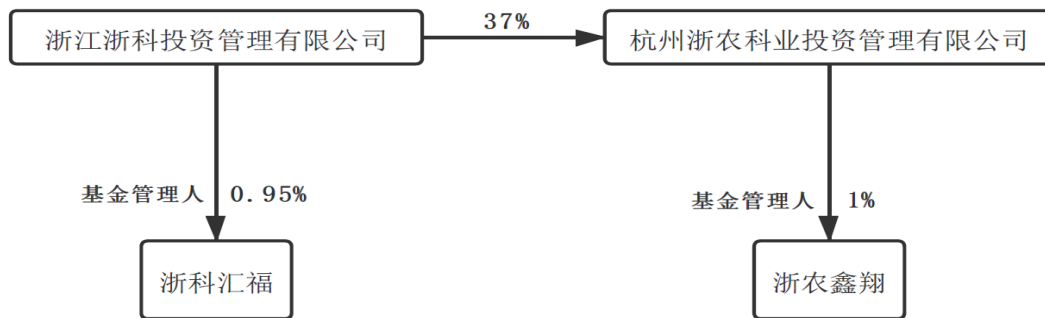 浙江浙科投资管理有限公司
37%
杭州浙农科业投资管理有限公司
基金管理人 0.95%
基金管理人 1%
浙科汇福
浙农鑫翔